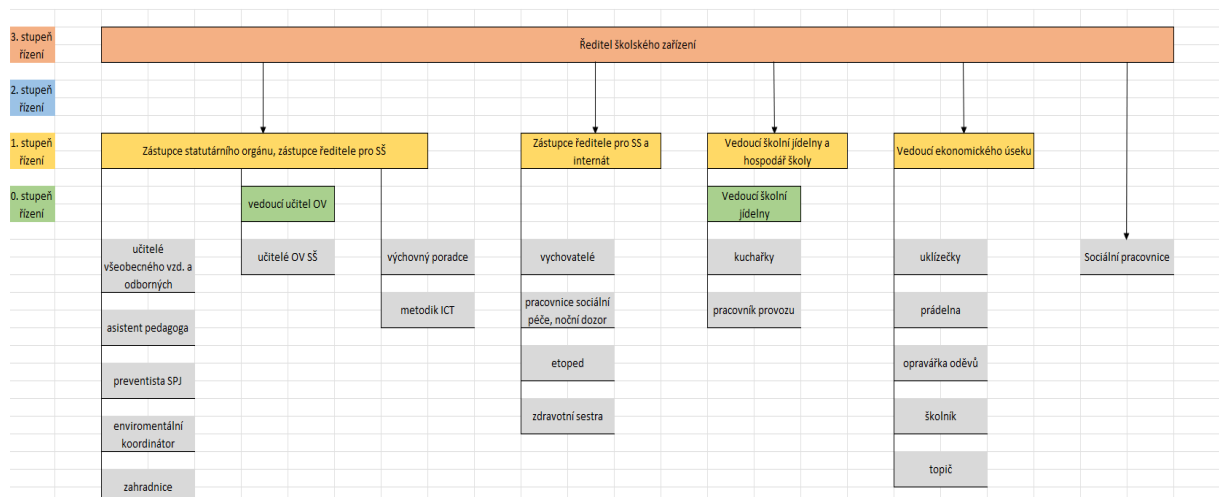 3. stupeň
řízení
Ředitel školského zařízení
2. stupeň
řízení
1. stupeň
řízení
Zástupce statutárního orgánu, zástupce ředitele pro SŠ
Zástupce ředitele pro SS a
internát
Vedoucí školní jídelny a
hospodář školy
Vedoucí ekonomického úseku
0. stupeň
řízení
vedoucí učitel OV
Vedoucí školní
jídelny
učitelé
všeobecného vzd. a
odborných
učitelé OV SŠ
výchovný poradce
vychovatelé
kuchařky
uklízečky
Sociální pracovnice
asistent pedagoga
metodik ICT
pracovnice sociální
péče, noční dozor
pracovník provozu
prádelna
preventista SPJ
etoped
opravářka oděvů
enviromentální
koordinátor
zdravotní sestra
školník
zahradnice
topič